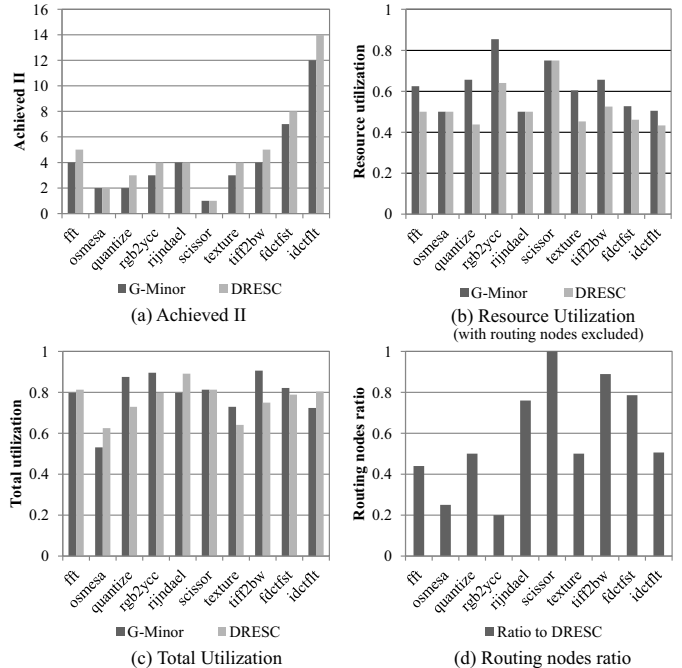 Achieved II
16
14
12
10
8
6
4
2
0
fft
osmesa
quantize
rgb2ycc
rijndael
scissor
texture
tiff2bw
fdctfst
idctflt
G-Minor DRESC
(a) Achieved II
Resource utilization
1
0.8
0.6
0.4
0.2
0
fft
osmesa
quantize
rgb2ycc
rijndael
scissor
texture
tiff2bw
fdctfst
idctflt
G-Minor DRESC
(b) Resource Utilization
(with routing nodes excluded)
Total utilization
1
0.8
0.6
0.4
0.2
0
fft
osmesa
quantize
rgb2ycc
rijndael
scissor
texture
tiff2bw
fdctfst
idctflt
G-Minor DRESC
(c) Total Utilization
Routing nodes ratio
1
0.8
0.6
0.4
0.2
0
fft
osmesa
quantize
rgb2ycc
rijndael
scissor
texture
tiff2bw
fdctfst
idctflt
Ratio to DRESC
(d) Routing nodes ratio